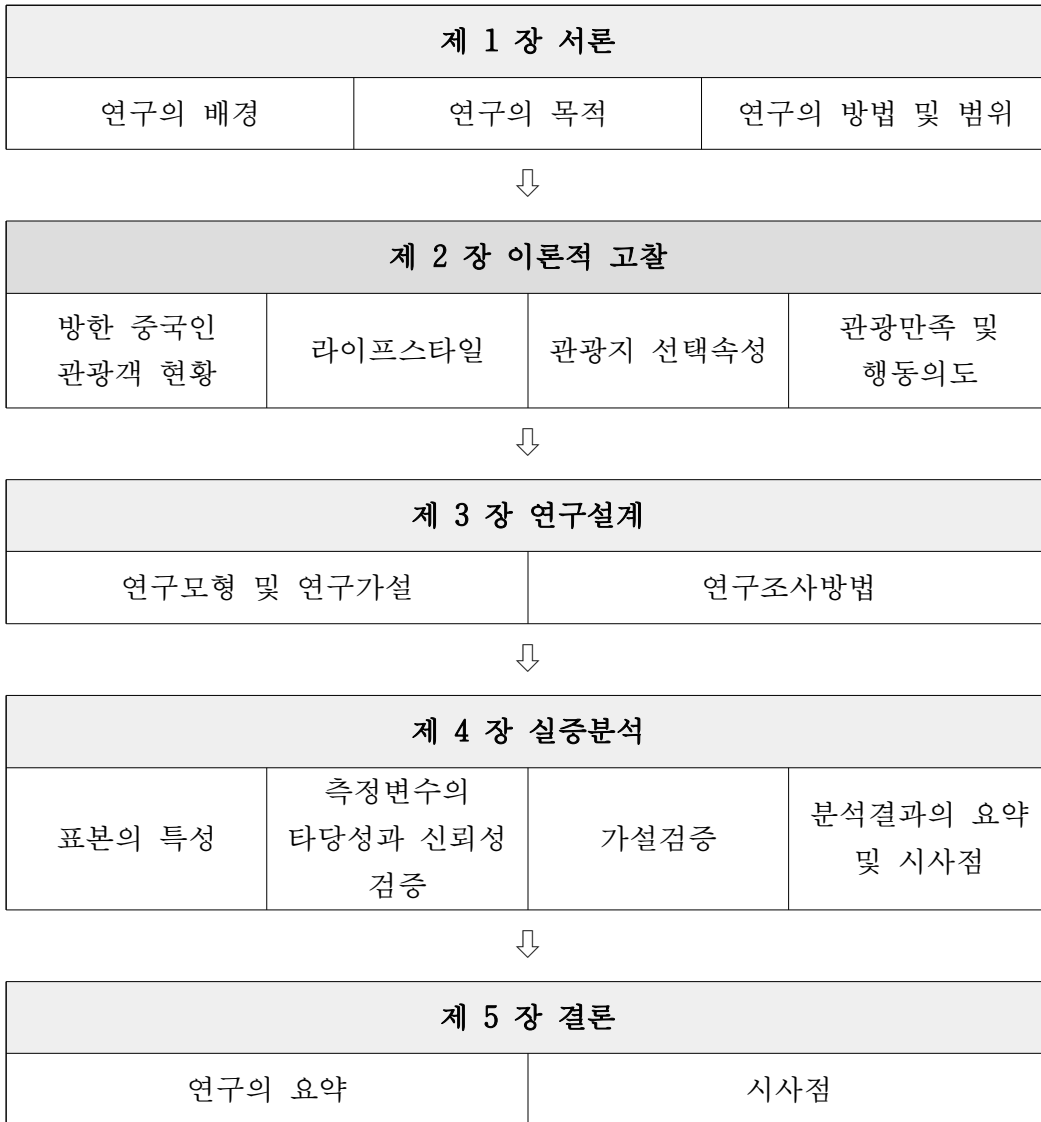 제 1 장 서론
연구의 배경
연구의 목적
연구의 방법 및 범위
⇩
제 2 장 이론적 고찰
방한 중국인
관광객 현황
라이프스타일
관광지 선택속성
관광만족 및
행동의도
⇩
제 3 장 연구설계
연구모형 및 연구가설
연구조사방법
⇩
제 4 장 실증분석
표본의 특성
측정변수의
타당성과 신뢰성
검증
가설검증
분석결과의 요약
및 시사점
⇩
제 5 장 결론
연구의 요약
시사점